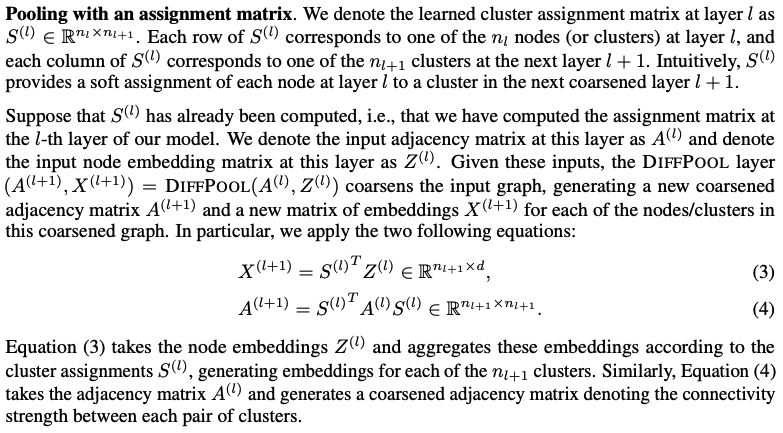 Pooling with an assignment matrix. We denote the learned cluster assignment matrix at layer l as
S^(l) ∈ ℝ^{n_l×n_{l+1}}. Each row of S^(l) corresponds to one of the n_l nodes (or clusters) at layer l, and
each column of S^(l) corresponds to one of the n_{l+1} clusters at the next layer l + 1. Intuitively, S^(l)
provides a soft assignment of each node at layer l to a cluster in the next coarsened layer l + 1.
Suppose that S^(l) has already been computed, i.e., that we have computed the assignment matrix at
the l-th layer of our model. We denote the input adjacency matrix at this layer as A^(l) and denote
the input node embedding matrix at this layer as Z^(l). Given these inputs, the DIFFPOOL layer
(A^(l+1), X^(l+1)) = DIFFPOOL(A^(l), Z^(l)) coarsens the input graph, generating a new coarsened
adjacency matrix A^(l+1) and a new matrix of embeddings X^(l+1) for each of the nodes/clusters in
this coarsened graph. In particular, we apply the two following equations:
X^(l+1) = S^(l)^T Z^(l) ∈ ℝ^{n_{l+1}×d}, (3)
A^(l+1) = S^(l)^T A^(l) S^(l) ∈ ℝ^{n_{l+1}×n_{l+1}}. (4)
Equation (3) takes the node embeddings Z^(l) and aggregates these embeddings according to the
cluster assignments S^(l), generating embeddings for each of the n_{l+1} clusters. Similarly, Equation (4)
takes the adjacency matrix A^(l) and generates a coarsened adjacency matrix denoting the connectivity
strength between each pair of clusters.